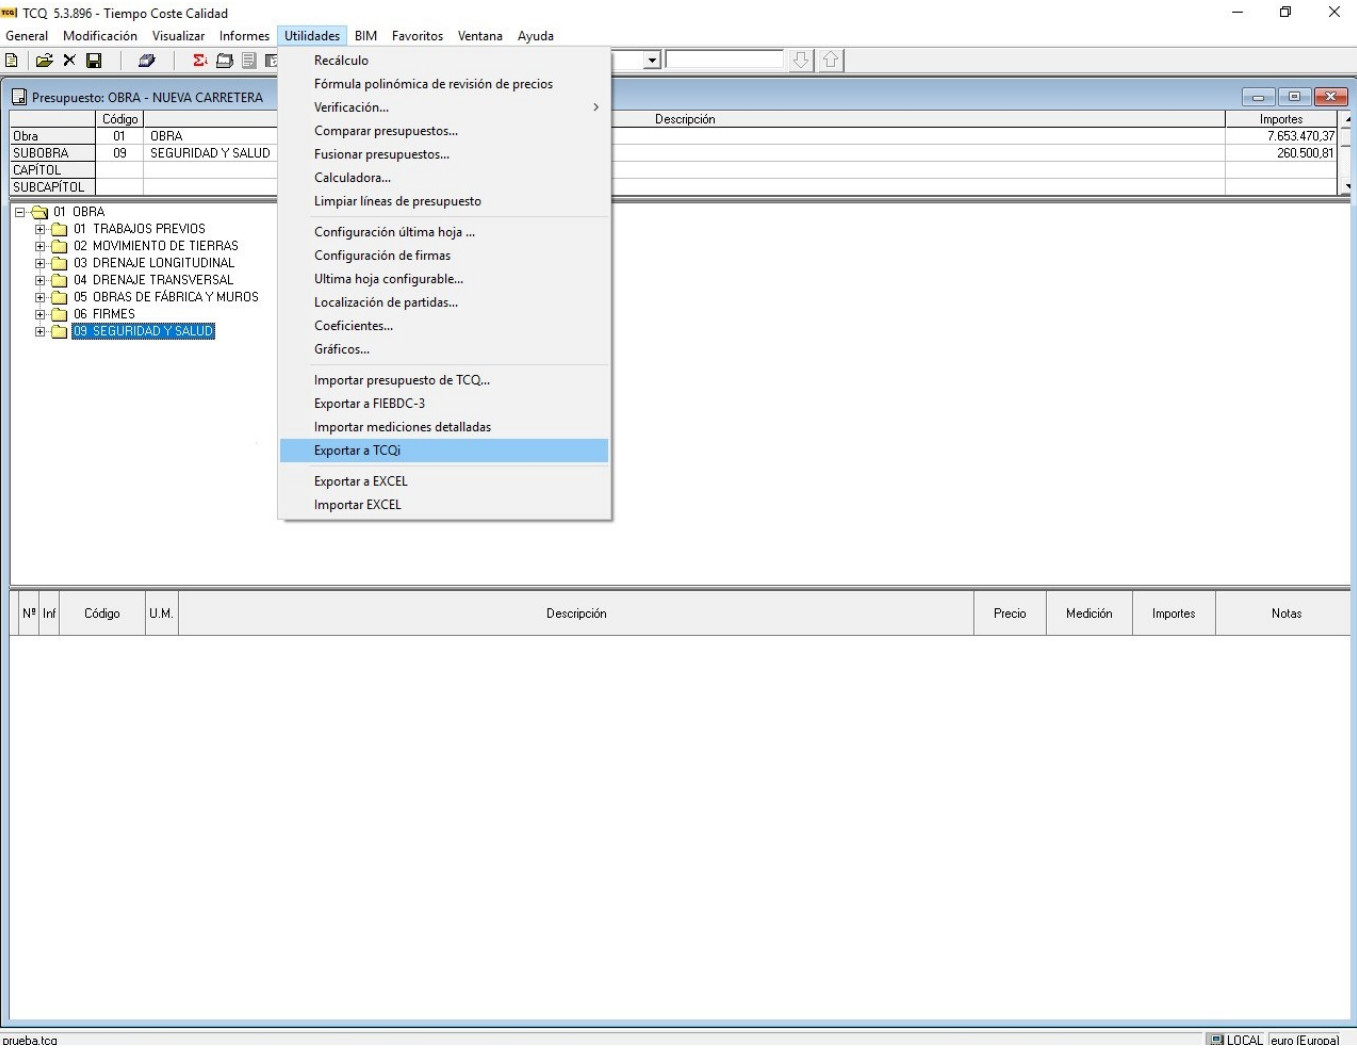 TCQ 5.3.896 - Tiempo Coste Calidad
General Modificación Visualizar Informes Utilidades BIM Favoritos Ventana Ayuda
Presupuesto: OBRA - NUEVA CARRETERA
Código Descripción Importes
Obra 01 OBRA 7.653.470,37
SUBOBRA 09 SEGURIDAD Y SALUD 260.500,81
CAPÍTOL
SUBCAPÍTOL
01 OBRA
01 TRABAJOS PREVIOS
02 MOVIMIENTO DE TIERRAS
03 DRENAJE LONGITUDINAL
04 DRENAJE TRANSVERSAL
05 OBRAS DE FÁBRICA Y MUROS
06 FIRMES
09 SEGURIDAD Y SALUD
Recálculo
Fórmula polinómica de revisión de precios
Verificación...
Comparar presupuestos...
Fusionar presupuestos...
Calculadora...
Limpiar líneas de presupuesto
Configuración última hoja ...
Configuración de firmas
Ultima hoja configurable...
Localización de partidas...
Coeficientes...
Gráficos...
Importar presupuesto de TCQ...
Exportar a FIEBDC-3
Importar mediciones detalladas
Exportar a TCQi
Exportar a EXCEL
Importar EXCEL
Nº Inf Código U.M. Descripción Precio Medición Importes Notas
prueba.tcq LOCAL euro (Europa)